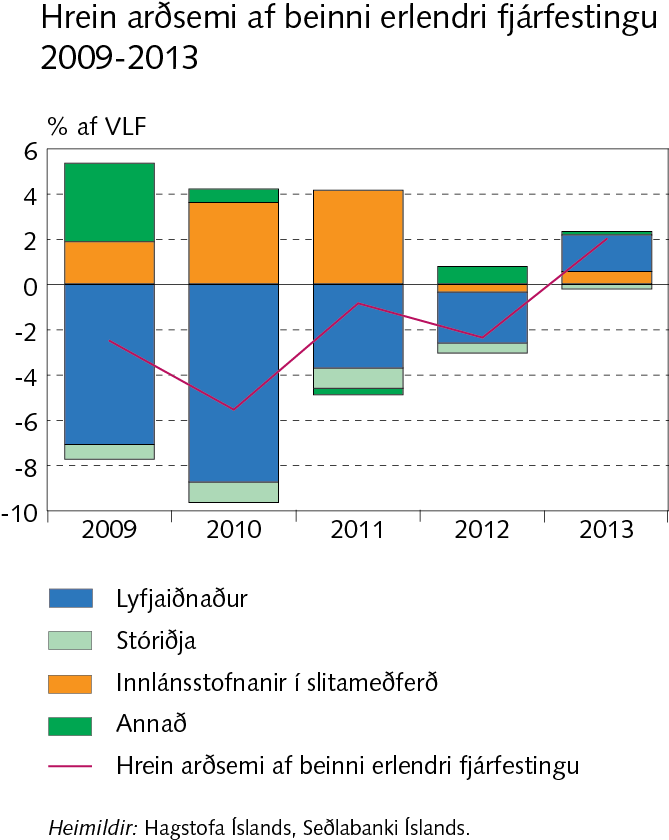 Hrein arðsemi af beinni erlendri fjárfestingu
2009-2013
% af VLF
6
4
2
0
-2
-4
-6
-8
-10
2009 2010 2011 2012 2013
Lyfjaiðnaður
Stóriðja
Innlánsstofnanir í slitameðferð
Annað
Hrein arðsemi af beinni erlendri fjárfestingu
Heimildir: Hagstofa Íslands, Seðlabanki Íslands.